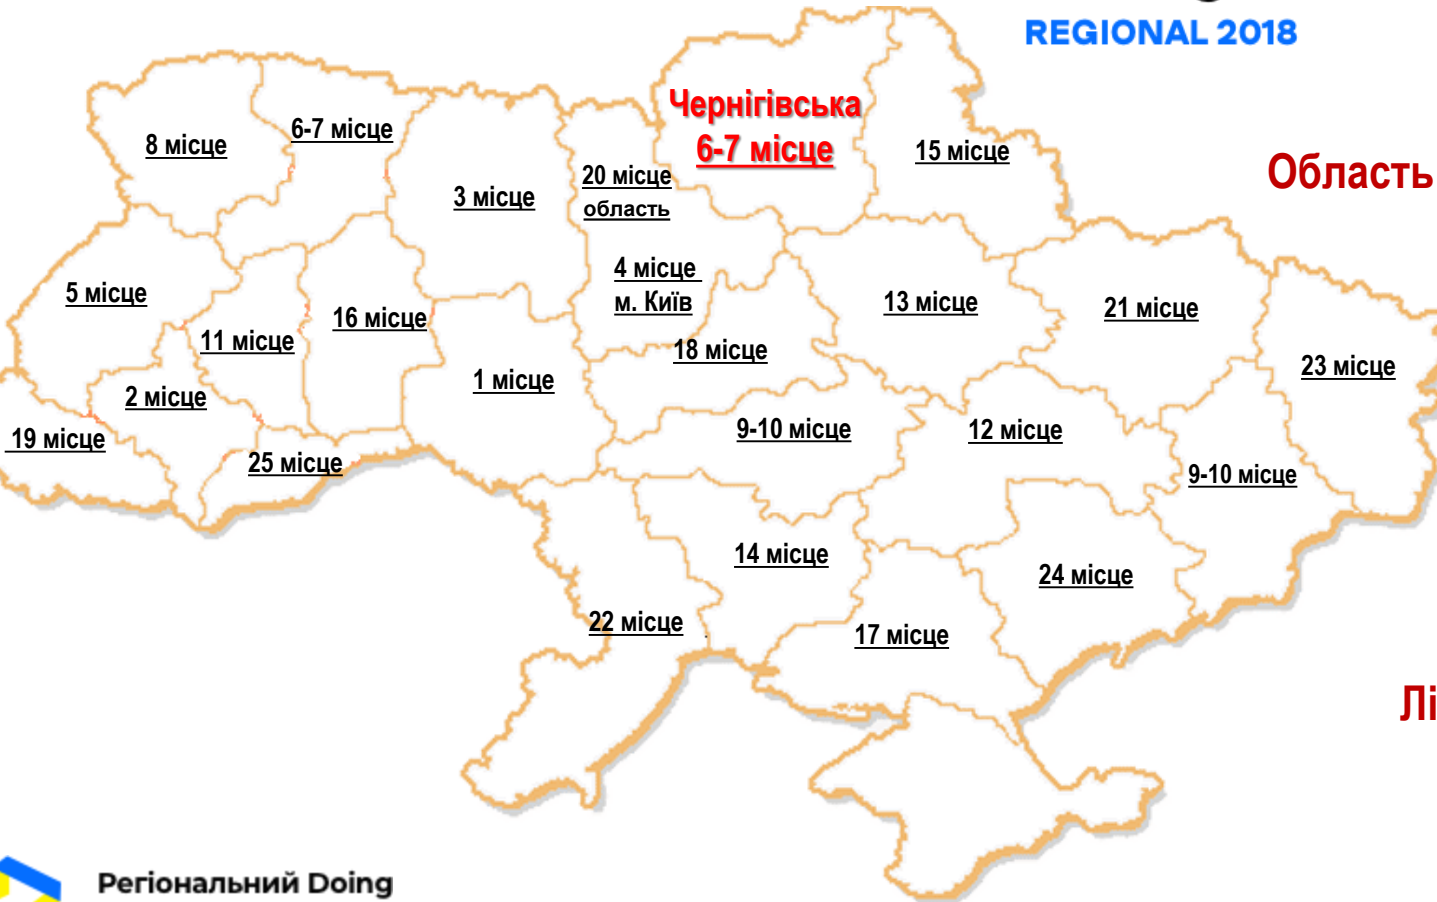 REGIONAL 2018
Чернігівська
6-7 місце
6-7 місце
8 місце
15 місце
20 місце
область
3 місце
Область
4 місце
м. Київ
5 місце
13 місце
21 місце
16 місце
11 місце
18 місце
23 місце
1 місце
2 місце
19 місце
9-10 місце
12 місце
25 місце
9-10 місце
14 місце
24 місце
22 місце
17 місце
Лі
Регіональний Doing